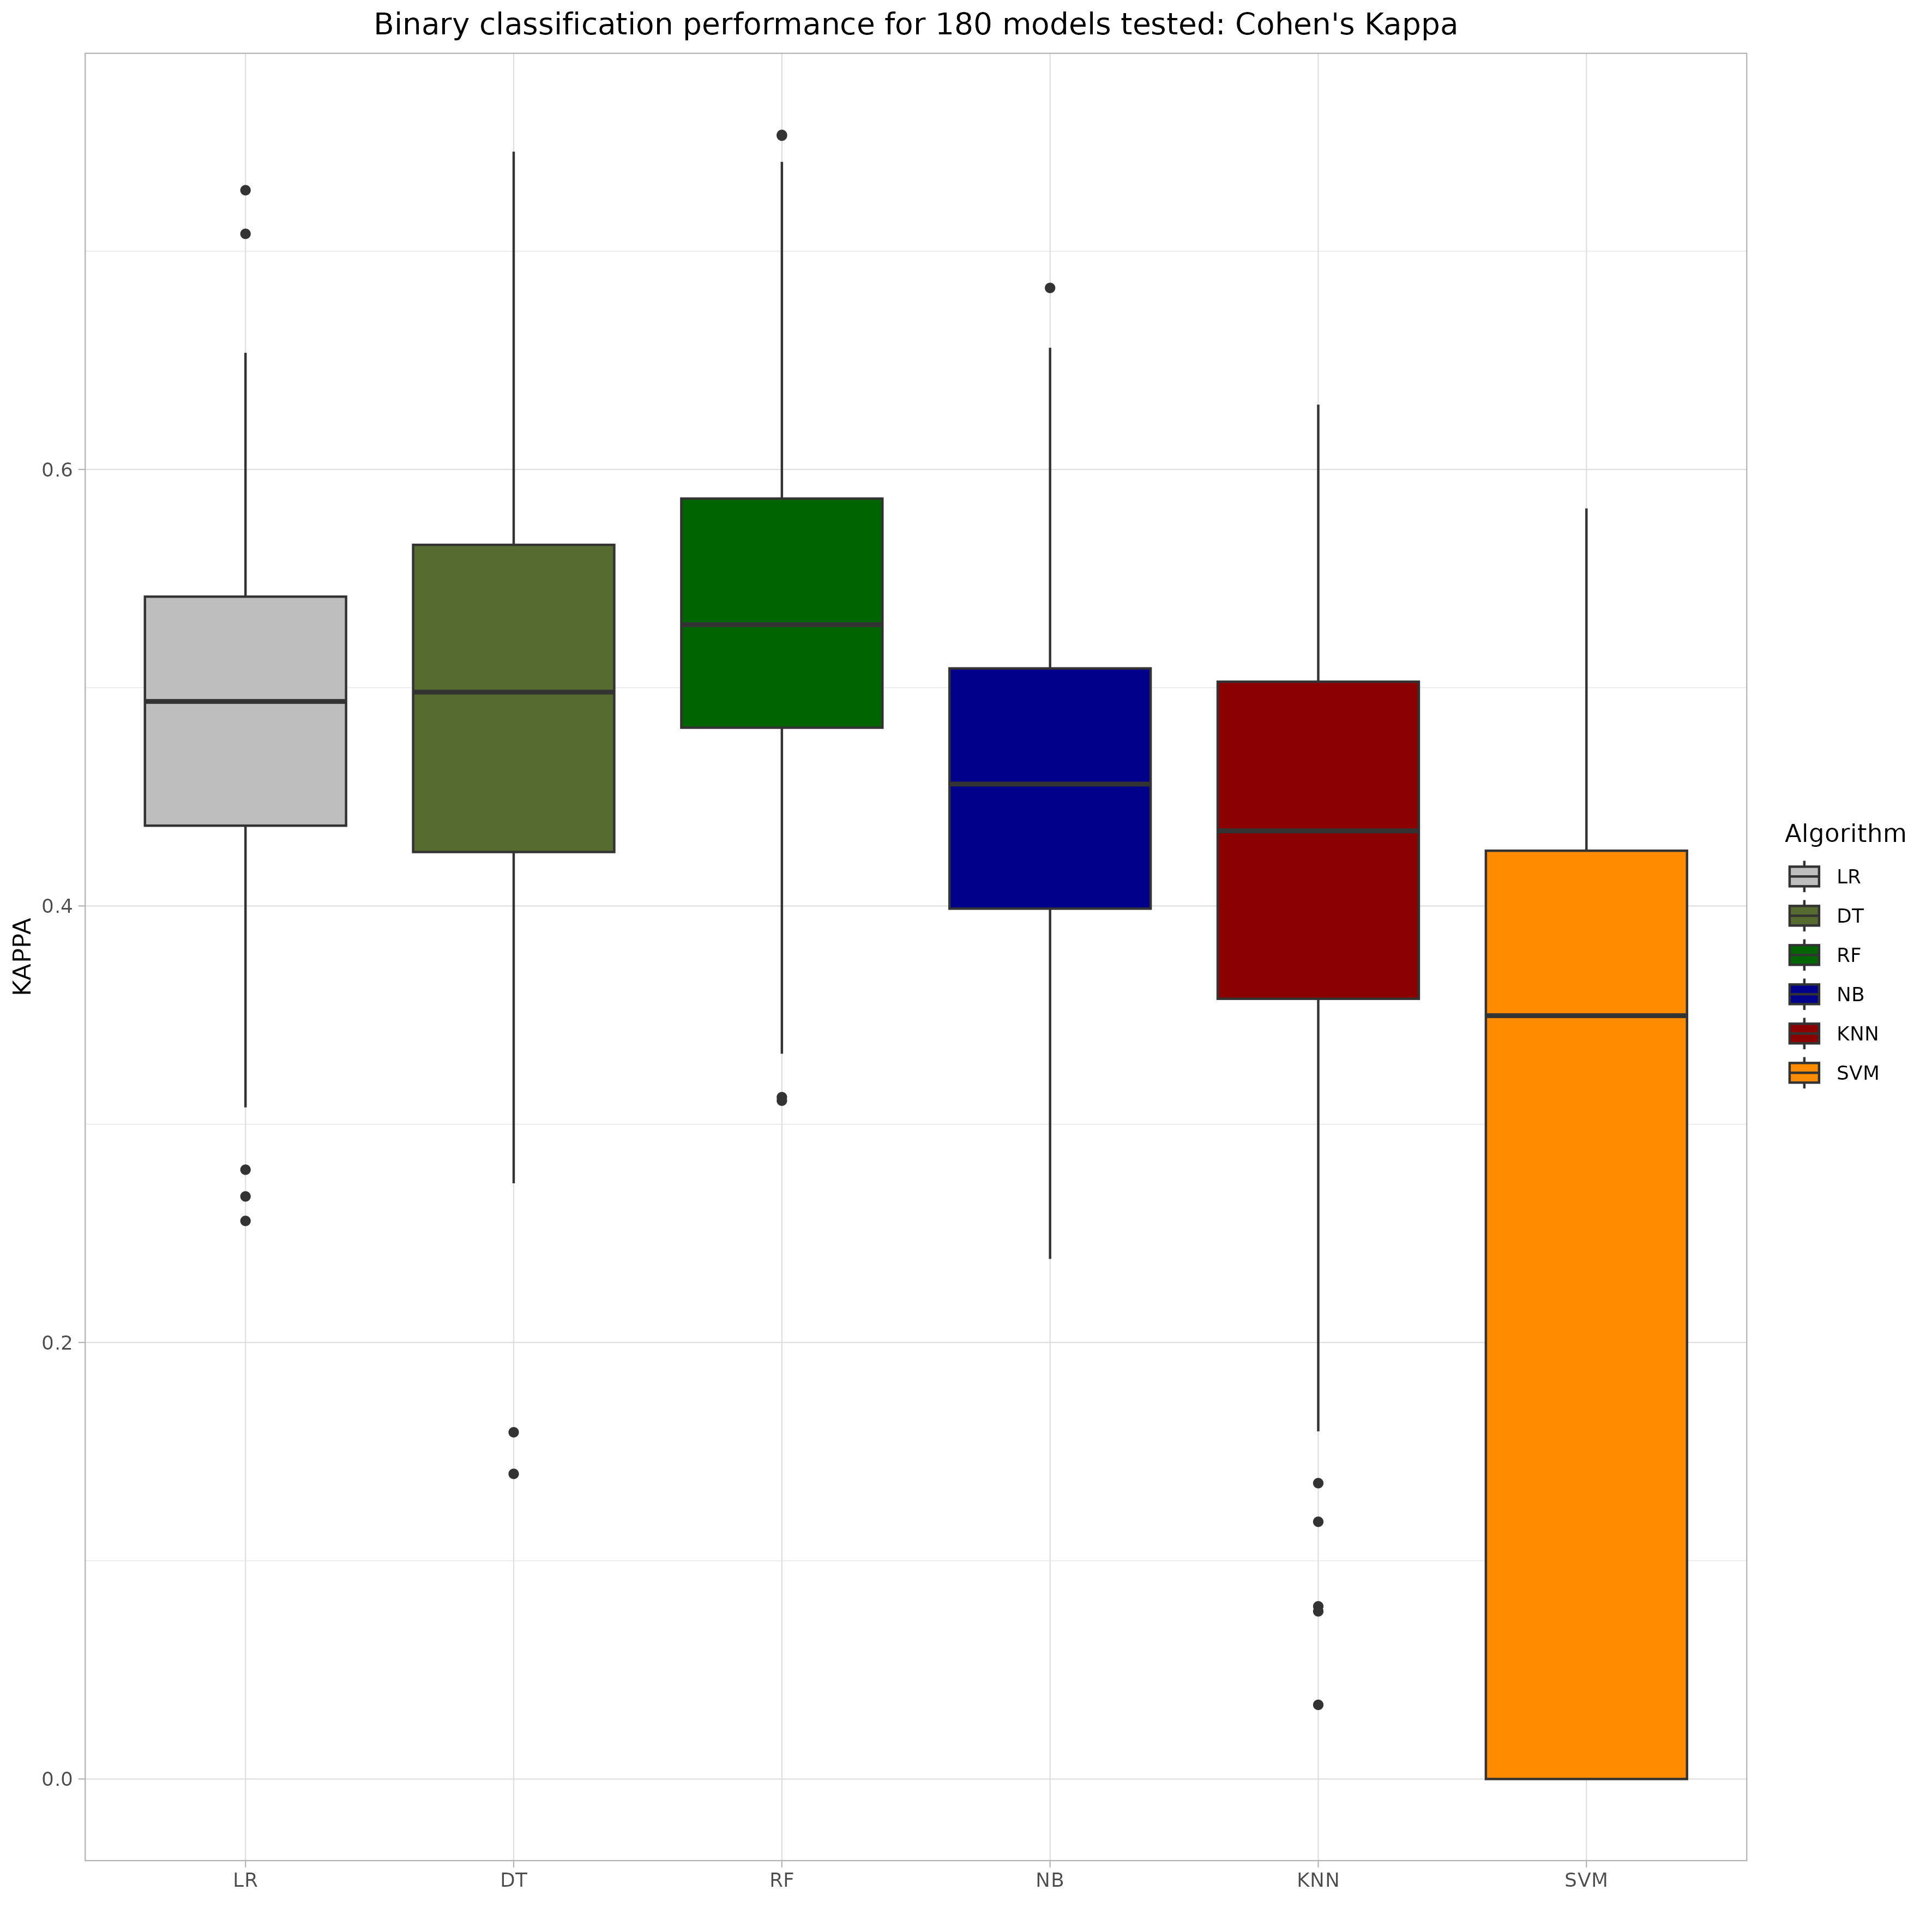 Binary classification performance for 180 models tested: Cohen's Kappa
KAPPA
0.6
0.4
0.2
0.0
LR DT RF NB KNN SVM
Algorithm
LR
DT
RF
NB
KNN
SVM